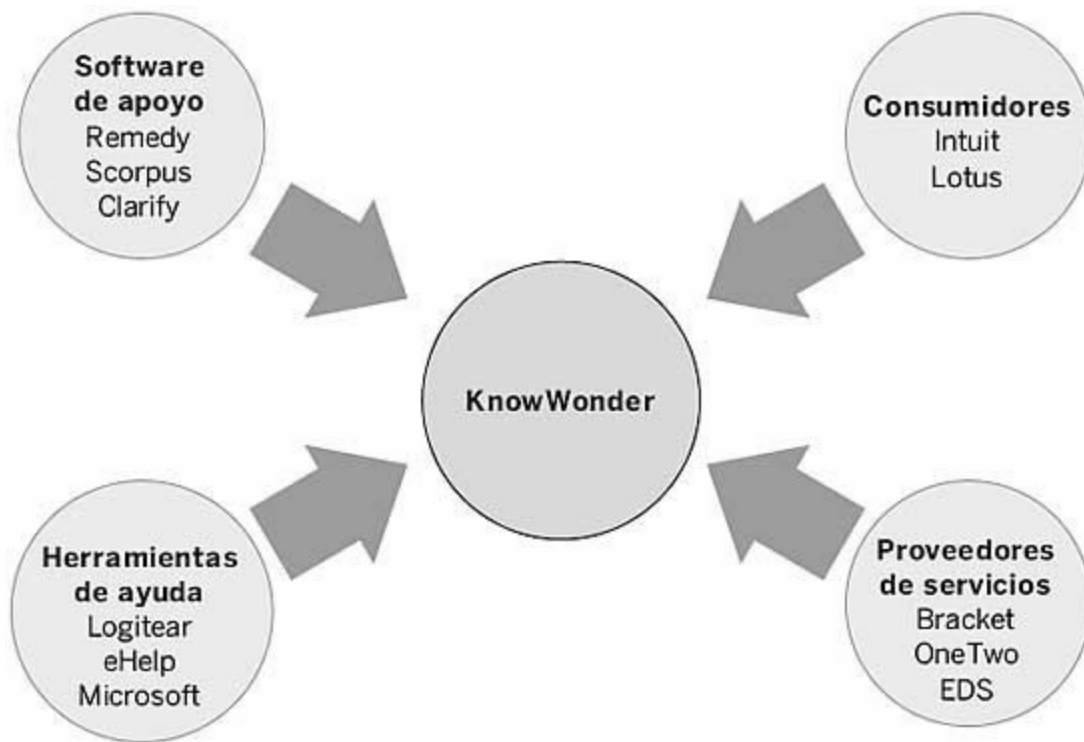 Software
de apoyo
Remedy
Scorpus
Clarify
Consumidores
Intuit
Lotus
KnowWonder
Herramientas
de ayuda
Logitear
eHelp
Microsoft
Proveedores
de servicios
Bracket
OneTwo
EDS